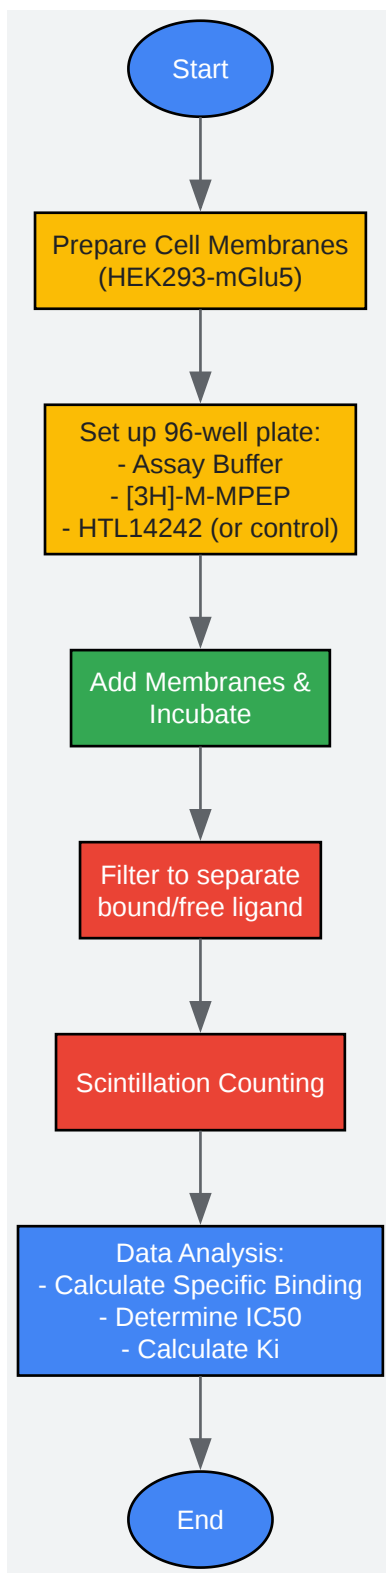 Start
Prepare Cell Membranes
(HEK293-mGlu5)
Set up 96-well plate:
- Assay Buffer
- [3H]-M-MPEP
- HTL14242 (or control)
Add Membranes &
Incubate
Filter to separate
bound/free ligand
Scintillation Counting
Data Analysis:
- Calculate Specific Binding
- Determine IC50
- Calculate Ki
End